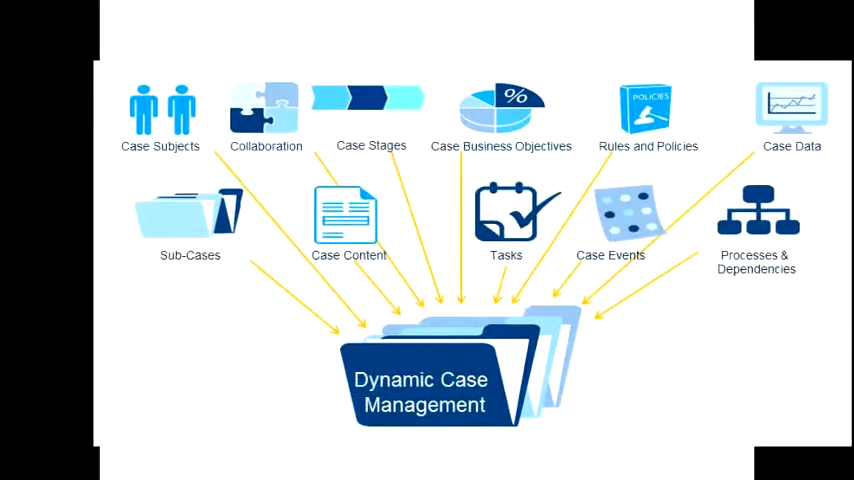 %
POLICIES
Case Subjects
Collaboration
Case Stages
Case Business Objectives
Rules and Policies
Case Data
Sub-Cases
Case Content
Tasks
Case Events
Processes &
Dependencies
Dynamic Case
Management